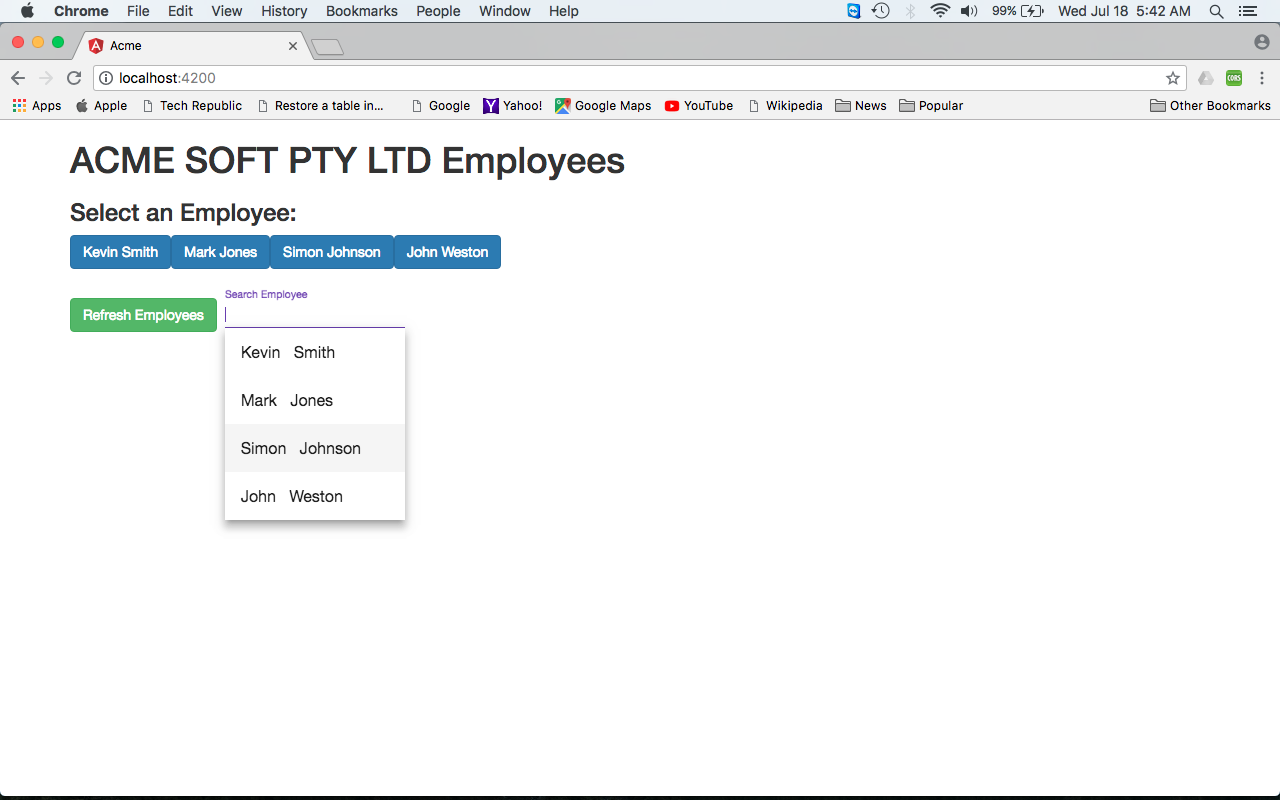 Chrome File Edit View History Bookmarks People Window Help 99% Wed Jul 18 5:42 AM
Acme
localhost:4200 CORS
Apps Apple Tech Republic Restore a table in... Google Yahoo! Google Maps YouTube Wikipedia News Popular Other Bookmarks
ACME SOFT PTY LTD Employees
Select an Employee:
Kevin Smith Mark Jones Simon Johnson John Weston
Search Employee
Refresh Employees
Kevin Smith
Mark Jones
Simon Johnson
John Weston